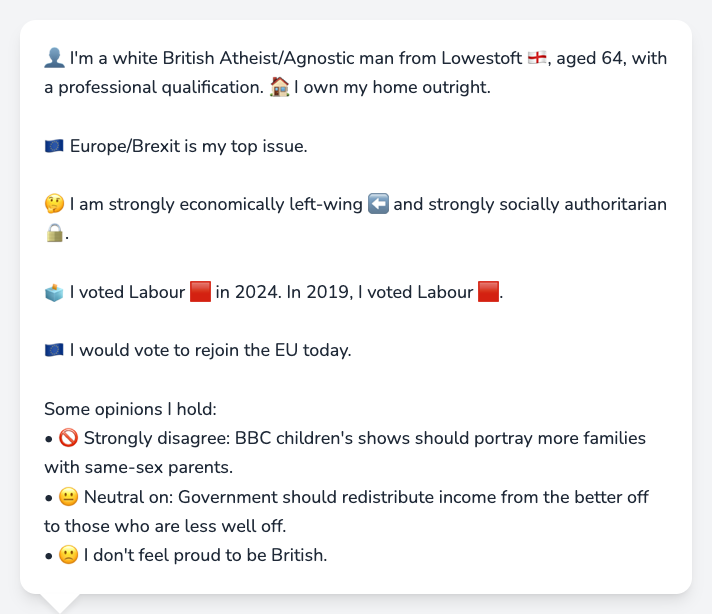 👤 I'm a white British Atheist/Agnostic man from Lowestoft 🏴󠁧󠁢󠁥󠁮󠁧󠁿, aged 64, with
a professional qualification. 🏠 I own my home outright.
🇪🇺 Europe/Brexit is my top issue.
🤔 I am strongly economically left-wing ⬅️ and strongly socially authoritarian
🔒.
🗳️ I voted Labour 🟥 in 2024. In 2019, I voted Labour 🟥.
🇪🇺 I would vote to rejoin the EU today.
Some opinions I hold:
• 🚫 Strongly disagree: BBC children's shows should portray more families
with same-sex parents.
• 😐 Neutral on: Government should redistribute income from the better off
to those who are less well off.
• 🙁 I don't feel proud to be British.